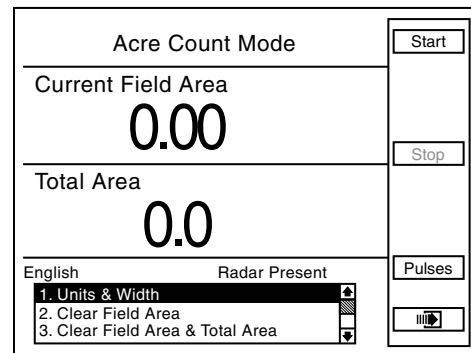 Acre Count Mode
Start
Current Field Area
0.00
Stop
Total Area
0.0
English Radar Present
Pulses
1. Units & Width
2. Clear Field Area
3. Clear Field Area & Total Area